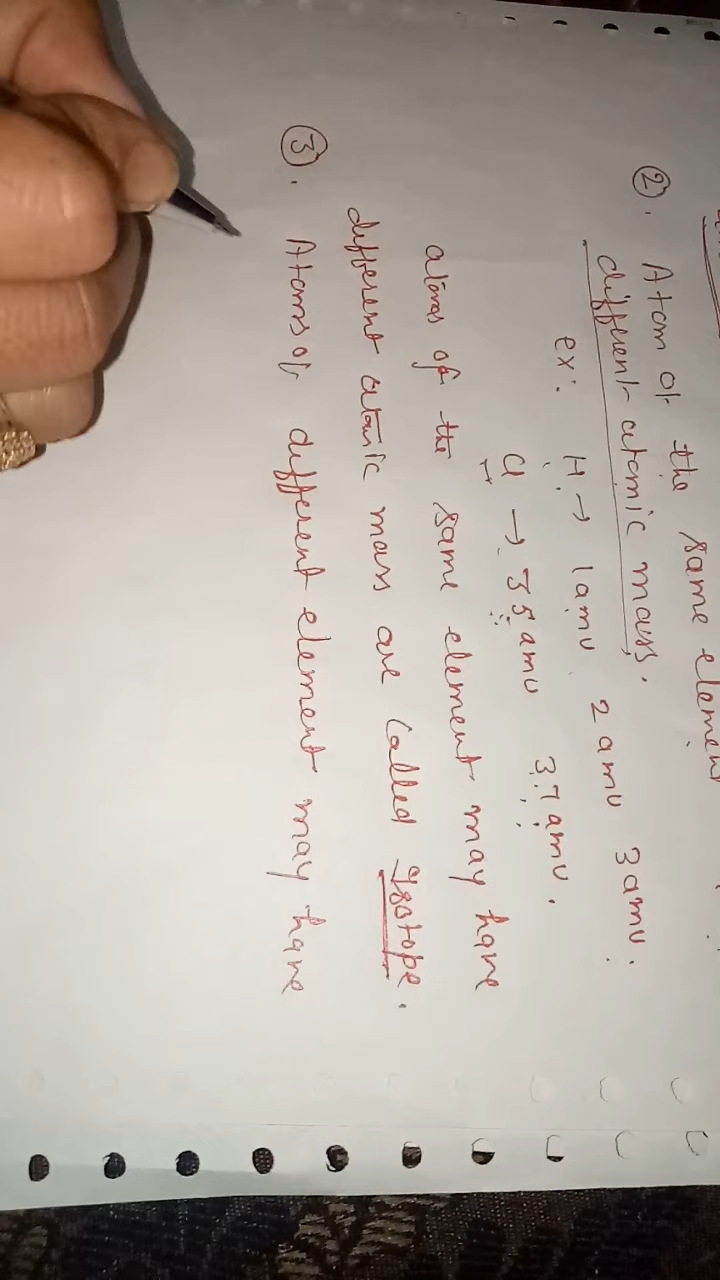 ②. Atom of the same element
different atomic mass.
ex: H → 1amu 2amu 3amu.
Cl → 35amu 37amu.
atoms of the same element may have
different atomic mass are called Isotope.
③. Atoms of different element may have